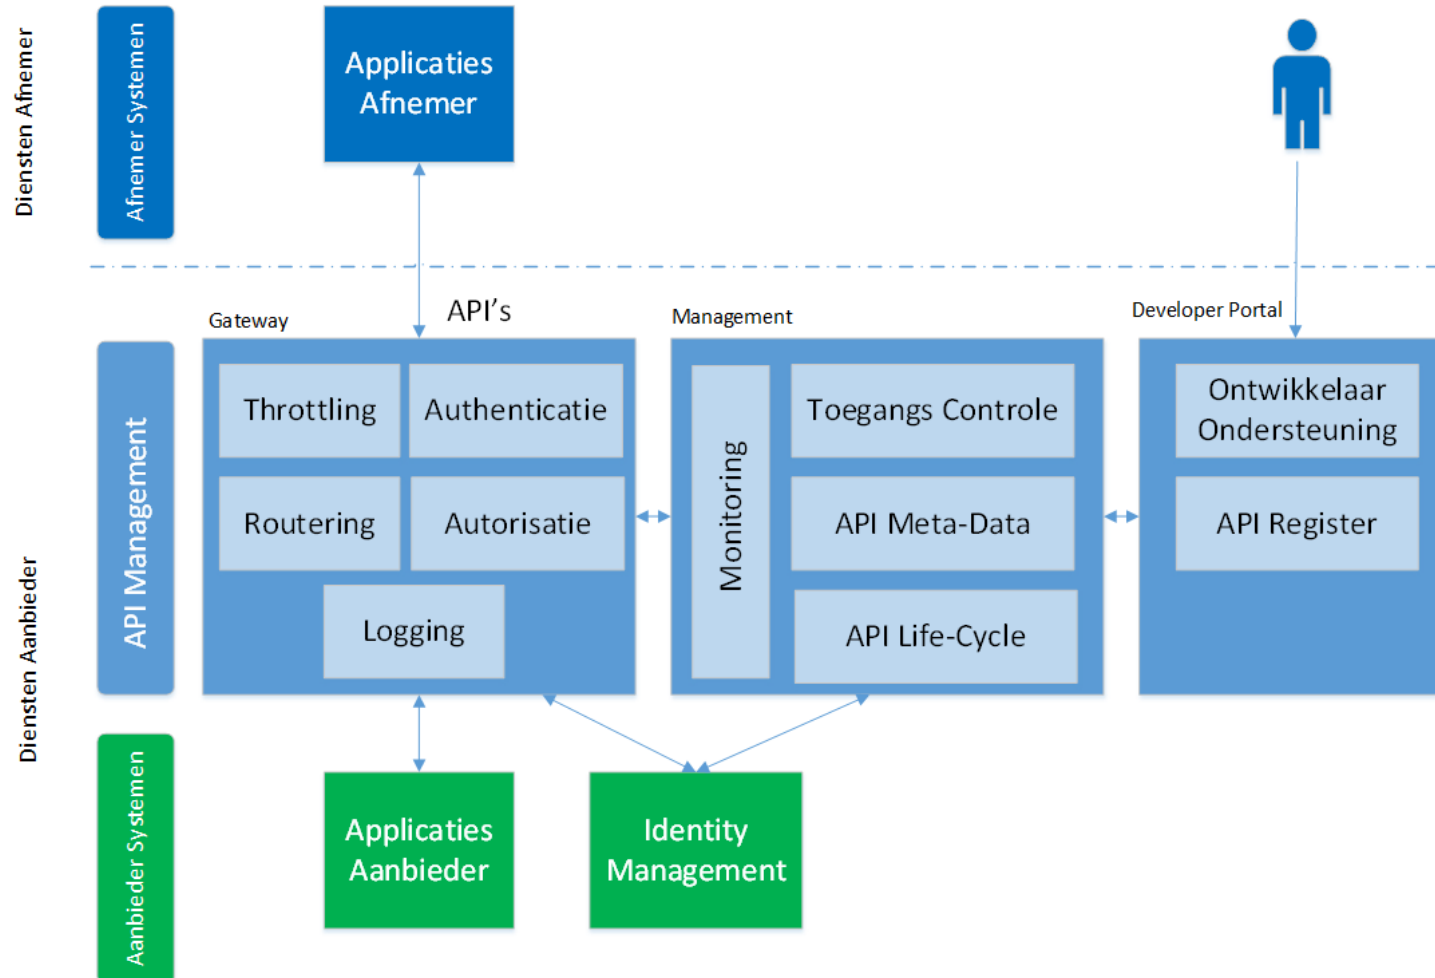 Diensten Afnemer
Afnemer Systemen
Applicaties
Afnemer
API's
Gateway
Management
Developer Portal
Diensten Aanbieder
API Management
Throttling
Authenticatie
Routering
Autorisatie
Logging
Monitoring
Toegangs Controle
API Meta-Data
API Life-Cycle
Ontwikkelaar
Ondersteuning
API Register
Aanbieder Systemen
Applicaties
Aanbieder
Identity
Management